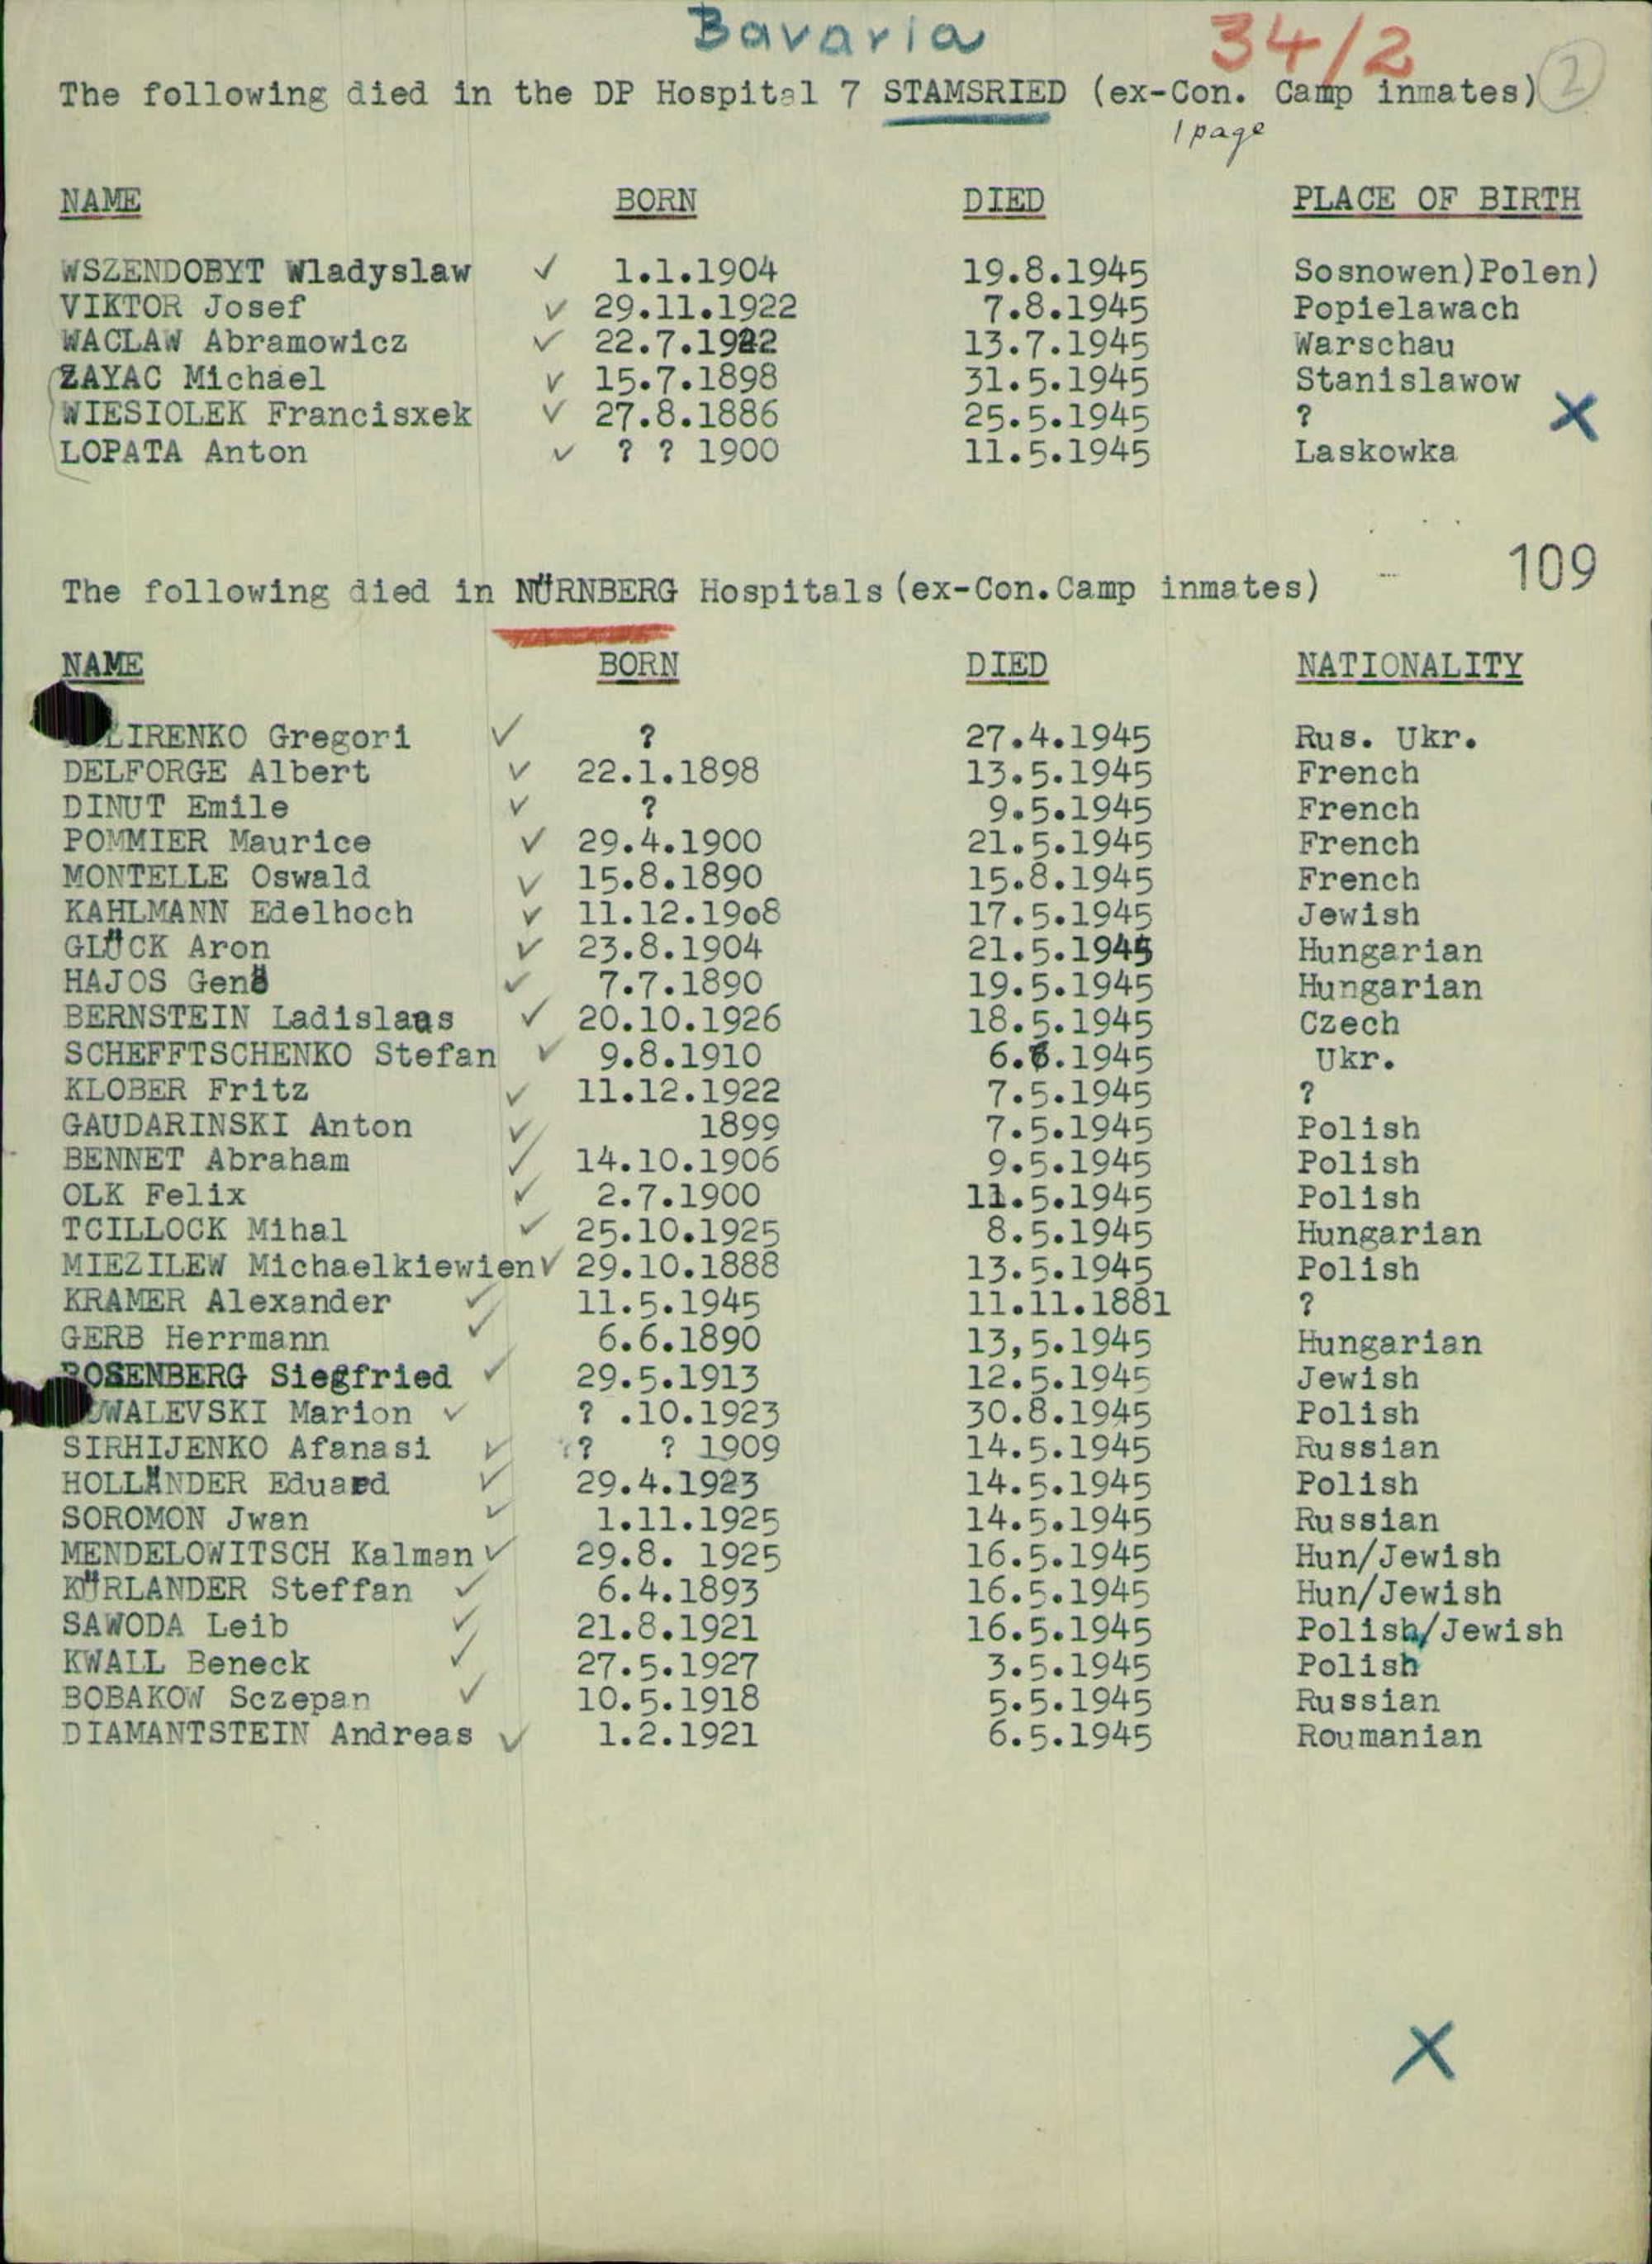 Bavaria 34/2
The following died in the DP Hospital 7 STAMSRIED (ex-Con. Camp inmates) 2
1 page
NAME BORN DIED PLACE OF BIRTH
WSZENDOBYT Wladyslaw ✓ 1.1.1904 19.8.1945 Sosnowen)Polen)
VIKTOR Josef ✓ 29.11.1922 7.8.1945 Popielawach
WACLAW Abramowicz ✓ 22.7.1922 13.7.1945 Warschau
ZAYAC Michael ✓ 15.7.1898 31.5.1945 Stanislawow
WIESIOLEK Francisxek ✓ 27.8.1886 25.5.1945 ? X
LOPATA Anton ✓ ? ? 1900 11.5.1945 Laskowka
109
The following died in NÜRNBERG Hospitals (ex-Con.Camp inmates)
NAME BORN DIED NATIONALITY
Gregori ✓ ? 27.4.1945 Rus. Ukr.
DELFORGE Albert ✓ 22.1.1898 13.5.1945 French
DINUT Emile ✓ ? 9.5.1945 French
POMMIER Maurice ✓ 29.4.1900 21.5.1945 French
MONTELLE Oswald ✓ 15.8.1890 15.8.1945 French
KAHLMANN Edelhoch ✓ 11.12.1908 17.5.1945 Jewish
GLÜCK Aron ✓ 23.8.1904 21.5.1945 Hungarian
HAJOS Genö ✓ 7.7.1890 19.5.1945 Hungarian
BERNSTEIN Ladislaus ✓ 20.10.1926 18.5.1945 Czech
SCHEFFTSCHENKO Stefan ✓ 9.8.1910 Ukr.
KLOBER Fritz ✓ 11.12.1922 7.5.1945 ?
GAUDARINSKI Anton ✓ 1899 7.5.1945 Polish
BENNET Abraham ✓ 14.10.1906 9.5.1945 Polish
OLK Felix ✓ 2.7.1900 11.5.1945 Polish
TCILLOCK Mihal ✓ 25.10.1925 8.5.1945 Hungarian
MIEZILEW Michaelkiewien ✓ 29.10.1888 13.5.1945 Polish
KRAMER Alexander ✓ 11.5.1945 11.11.1881 ?
GERB Herrmann ✓ 6.6.1890 13,5.1945 Hungarian
ROSENBERG Siegfried ✓ 29.5.1913 12.5.1945 Jewish
Marion ✓ ? .10.1923 30.8.1945 Polish
SIRHIJENKO Afanasi ✓ ? ? 1909 14.5.1945 Russian
HOLLÄNDER Eduard ✓ 29.4.1923 14.5.1945 Polish
SOROMON Jwan ✓ 1.11.1925 14.5.1945 Russian
MENDELOWITSCH Kalman ✓ 29.8. 1925 16.5.1945 Hun/Jewish
KÜRLANDER Steffan ✓ 6.4.1893 16.5.1945 Hun/Jewish
SAWODA Leib ✓ 21.8.1921 16.5.1945 Polish/Jewish
KWALL Beneck ✓ 27.5.1927 3.5.1945 Polish
BOBAKOW Sczepan ✓ 10.5.1918 5.5.1945 Russian
DIAMANTSTEIN Andreas ✓ 1.2.1921 6.5.1945 Roumanian
X